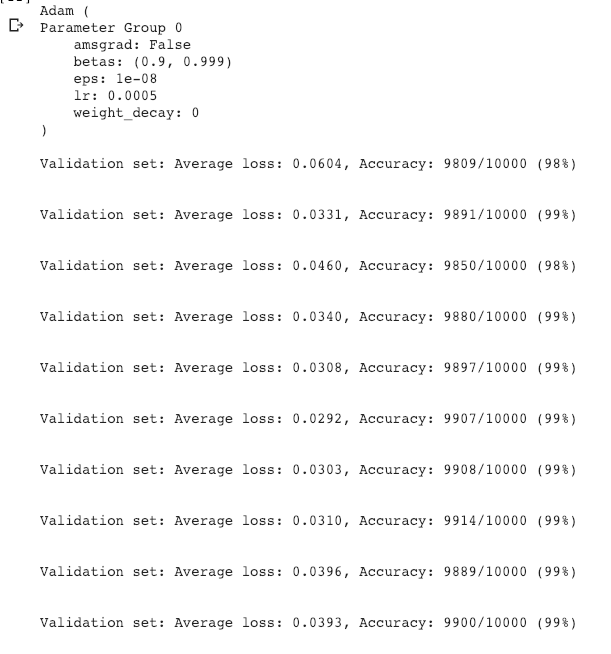 Adam (
Parameter Group 0
    amsgrad: False
    betas: (0.9, 0.999)
    eps: 1e-08
    lr: 0.0005
    weight_decay: 0
)
Validation set: Average loss: 0.0604, Accuracy: 9809/10000 (98%)
Validation set: Average loss: 0.0331, Accuracy: 9891/10000 (99%)
Validation set: Average loss: 0.0460, Accuracy: 9850/10000 (98%)
Validation set: Average loss: 0.0340, Accuracy: 9880/10000 (99%)
Validation set: Average loss: 0.0308, Accuracy: 9897/10000 (99%)
Validation set: Average loss: 0.0292, Accuracy: 9907/10000 (99%)
Validation set: Average loss: 0.0303, Accuracy: 9908/10000 (99%)
Validation set: Average loss: 0.0310, Accuracy: 9914/10000 (99%)
Validation set: Average loss: 0.0396, Accuracy: 9889/10000 (99%)
Validation set: Average loss: 0.0393, Accuracy: 9900/10000 (99%)